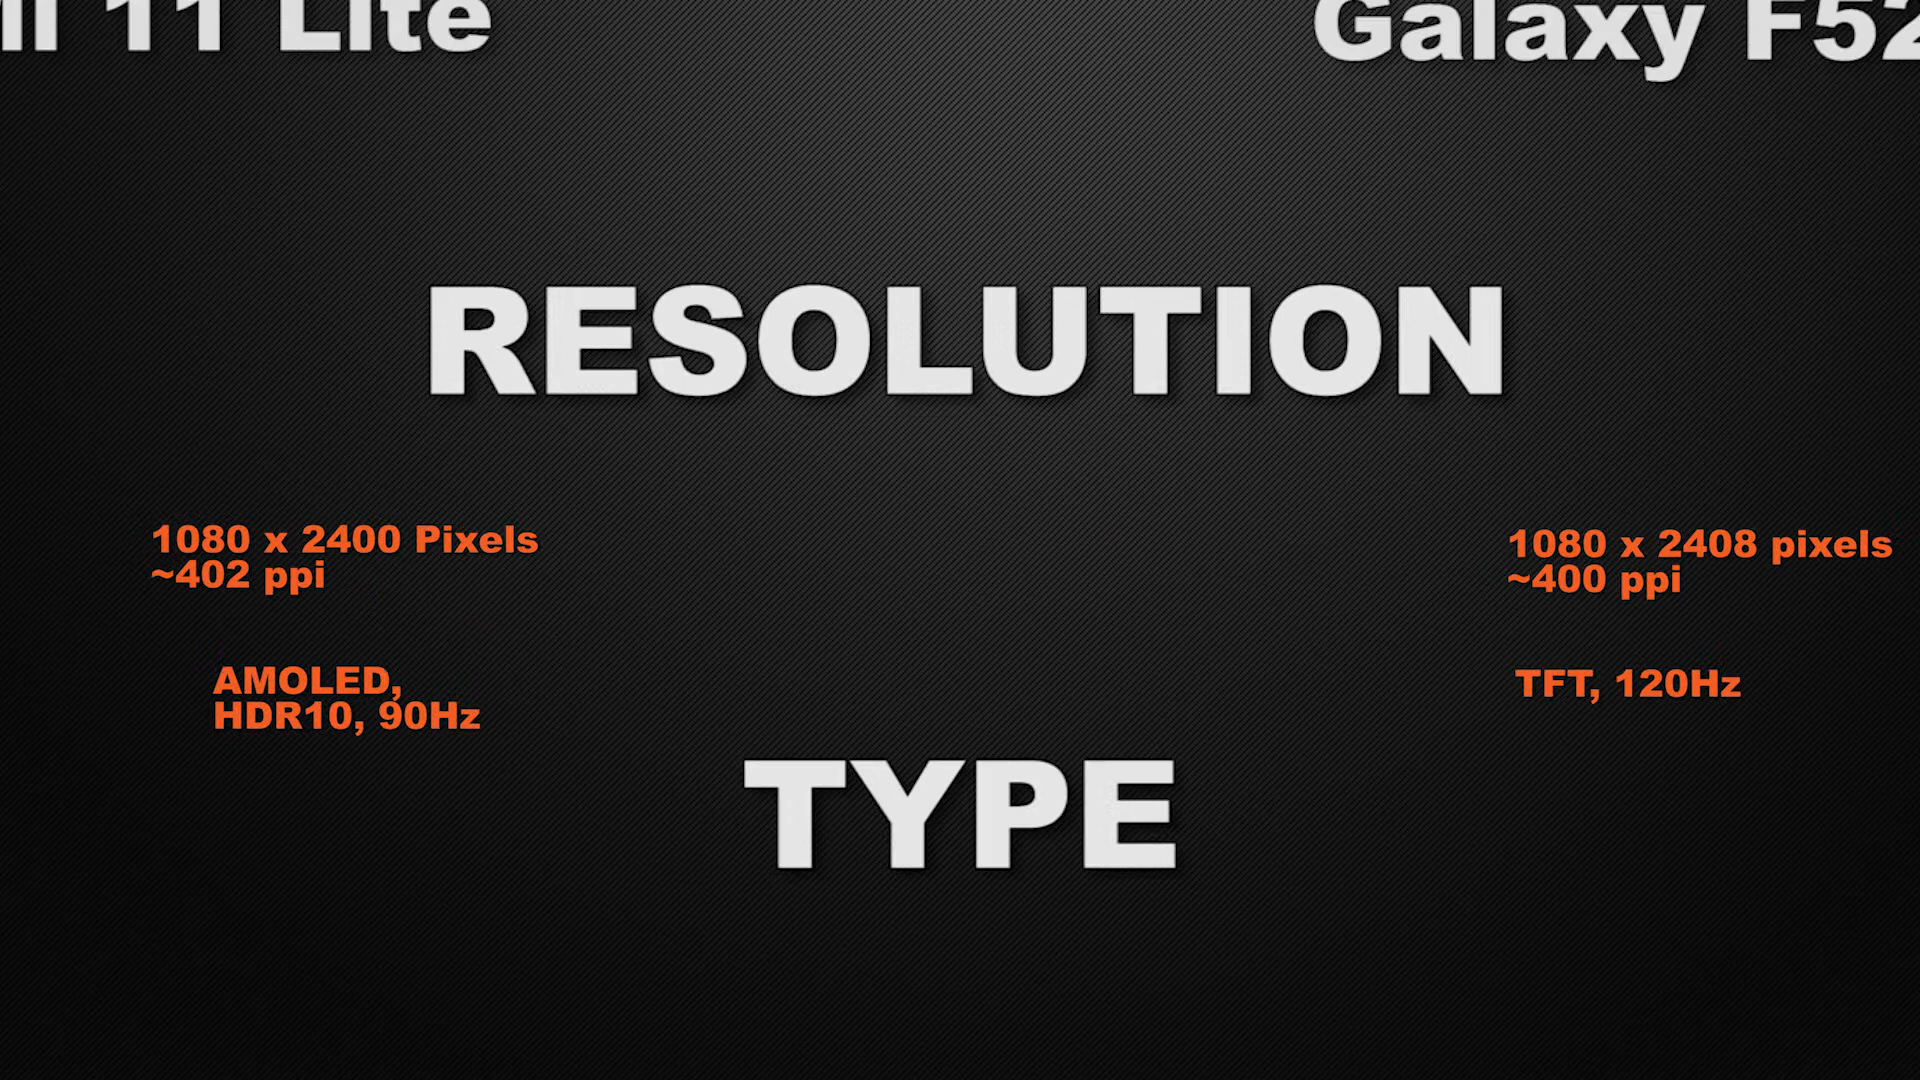 11 Lite
Galaxy F52
RESOLUTION
1080 x 2400 Pixels
~402 ppi
1080 x 2408 pixels
~400 ppi
AMOLED,
HDR10, 90Hz
TFT, 120Hz
TYPE